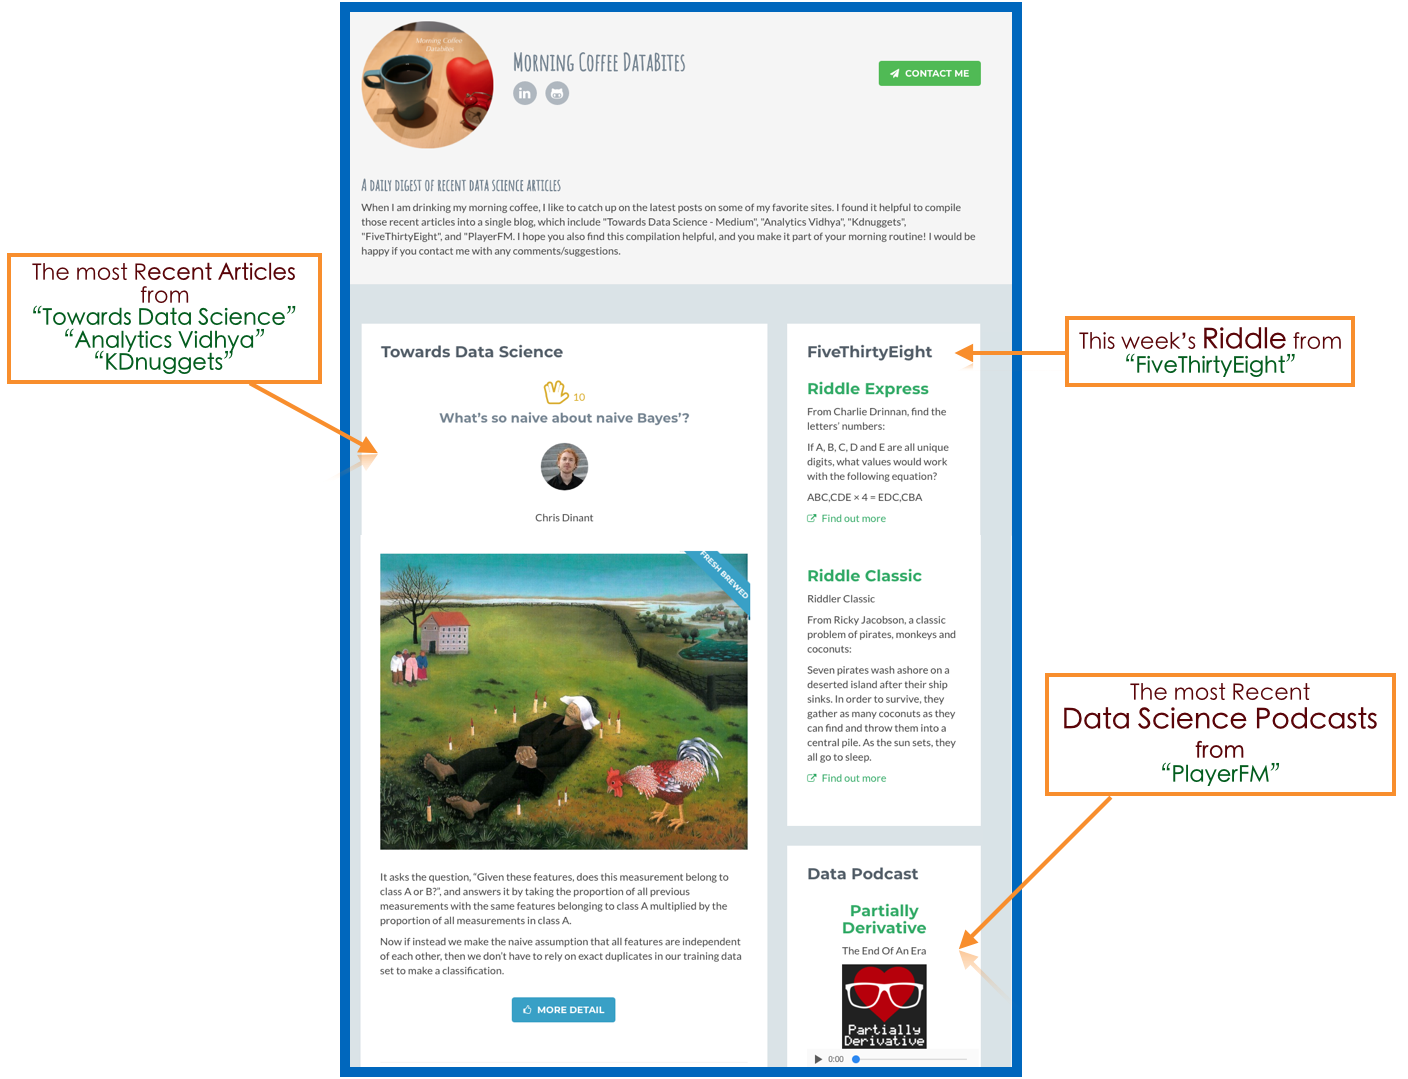 Morning Coffee
DataBites
Morning Coffee DataBites
in
CONTACT ME
A daily digest of recent data science articles
When I am drinking my morning coffee, I like to catch up on the latest posts on some of my favorite sites. I found it helpful to compile
those recent articles into a single blog, which include "Towards Data Science - Medium", "Analytics Vidhya", "Kdnuggets",
"FiveThirtyEight", and "PlayerFM. I hope you also find this compilation helpful, and you make it part of your morning routine! I would be
happy if you contact me with any comments/suggestions.
The most Recent Articles
from
“Towards Data Science”
“Analytics Vidhya”
“KDnuggets”
This week’s Riddle from
“FiveThirtyEight”
The most Recent
Data Science Podcasts
from
“PlayerFM”
Towards Data Science
10
What’s so naive about naive Bayes’?
Chris Dinant
FRESH BREWED
It asks the question, “Given these features, does this measurement belong to
class A or B?”, and answers it by taking the proportion of all previous
measurements with the same features belonging to class A multiplied by the
proportion of all measurements in class A.
Now if instead we make the naive assumption that all features are independent
of each other, then we don’t have to rely on exact duplicates in our training data
set to make a classification.
MORE DETAIL
FiveThirtyEight
Riddle Express
From Charlie Drinnan, find the
letters’ numbers:
If A, B, C, D and E are all unique
digits, what values would work
with the following equation?
ABC,CDE × 4 = EDC,CBA
Find out more
Riddle Classic
Riddler Classic
From Ricky Jacobson, a classic
problem of pirates, monkeys and
coconuts:
Seven pirates wash ashore on a
deserted island after their ship
sinks. In order to survive, they
gather as many coconuts as they
can find and throw them into a
central pile. As the sun sets, they
all go to sleep.
Find out more
Data Podcast
Partially
Derivative
The End Of An Era
Partially
Derivative
0:00